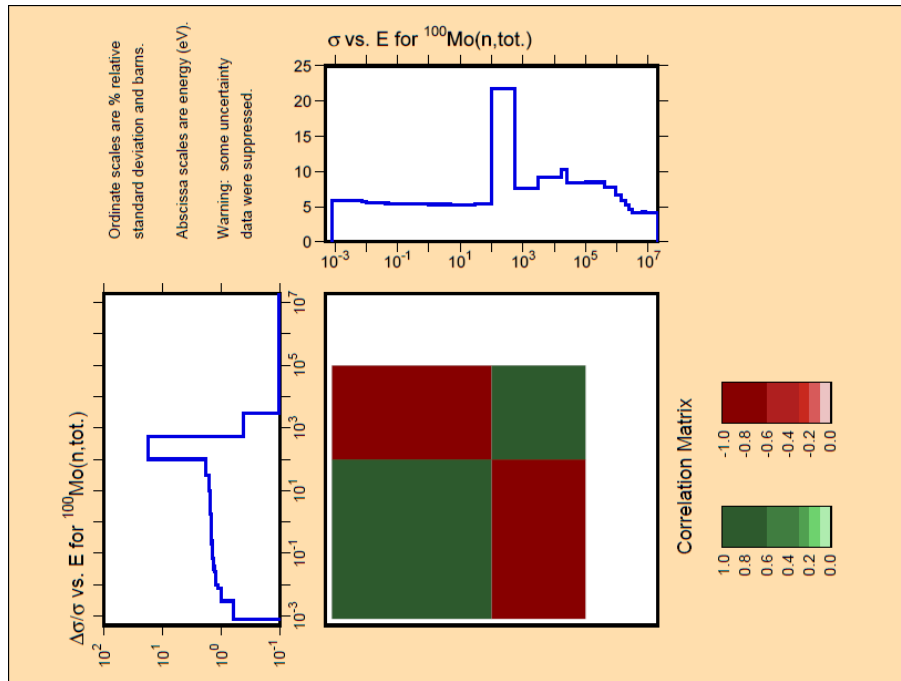 Ordinate scales are % relative
standard deviation and barns.
Abscissa scales are energy (eV).
Warning: some uncertainty
data were suppressed.
σ vs. E for ¹⁰⁰Mo(n,tot.)
25
20
15
10
5
0
10⁻³ 10⁻¹ 10¹ 10³ 10⁵ 10⁷
Δσ/σ vs. E for ¹⁰⁰Mo(n,tot.)
10² 10¹ 10⁰ 10⁻¹
10⁻³ 10⁻¹ 10¹ 10³ 10⁵ 10⁷
Correlation Matrix
-1.0 -0.8 -0.6 -0.4 -0.2 0.0
1.0 0.8 0.6 0.4 0.2 0.0